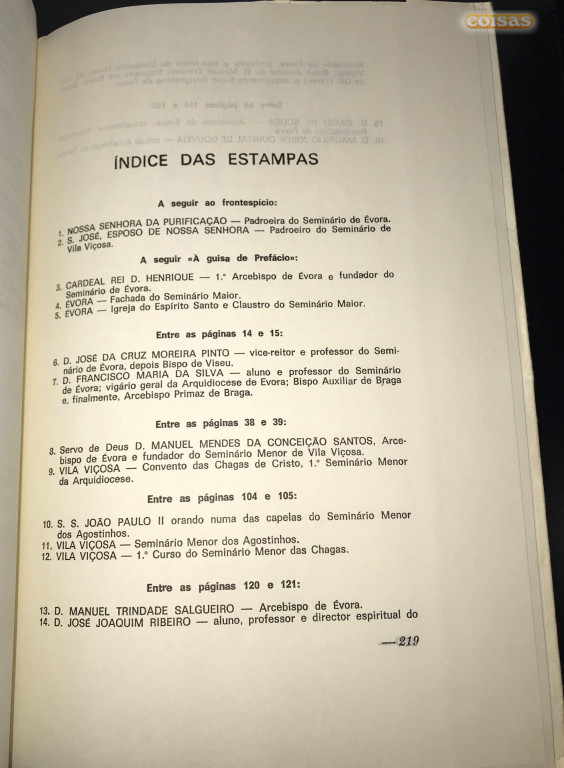 coisas
ÍNDICE DAS ESTAMPAS
A seguir ao frontespício:
1. NOSSA SENHORA DA PURIFICAÇÃO — Padroeira do Seminário de Évora.
2. S. JOSÉ, ESPOSO DE NOSSA SENHORA — Padroeiro do Seminário de
Vila Viçosa.
A seguir «À guisa de Prefácio»:
3. CARDEAL REI D. HENRIQUE — 1.º Arcebispo de Évora e fundador do
Seminário de Évora.
4. ÉVORA — Fachada do Seminário Maior.
5. ÉVORA — Igreja do Espírito Santo e Claustro do Seminário Maior.
Entre as páginas 14 e 15:
6. D. JOSÉ DA CRUZ MOREIRA PINTO — vice-reitor e professor do Semi-
nário de Évora, depois Bispo de Viseu.
7. D. FRANCISCO MARIA DA SILVA — aluno e professor do Seminário
de Évora; vigário geral da Arquidiocese de Evora; Bispo Auxiliar de Braga
e, finalmente, Arcebispo Primaz de Braga.
Entre as páginas 38 e 39:
8. Servo de Deus D. MANUEL MENDES DA CONCEIÇÃO SANTOS, Arce-
bispo de Évora e fundador do Seminário Menor de Vila Viçosa.
9. VILA VIÇOSA — Convento das Chagas de Cristo, 1.º Seminário Menor
da Arquidiocese.
Entre as páginas 104 e 105:
10. S. S. JOÃO PAULO II orando numa das capelas do Seminário Menor
dos Agostinhos.
11. VILA VIÇOSA — Seminário Menor dos Agostinhos.
12. VILA VIÇOSA — 1.º Curso do Seminário Menor das Chagas.
Entre as páginas 120 e 121:
13. D. MANUEL TRINDADE SALGUEIRO — Arcebispo de Évora.
14. D. JOSÉ JOAQUIM RIBEIRO — aluno, professor e director espiritual do
— 219